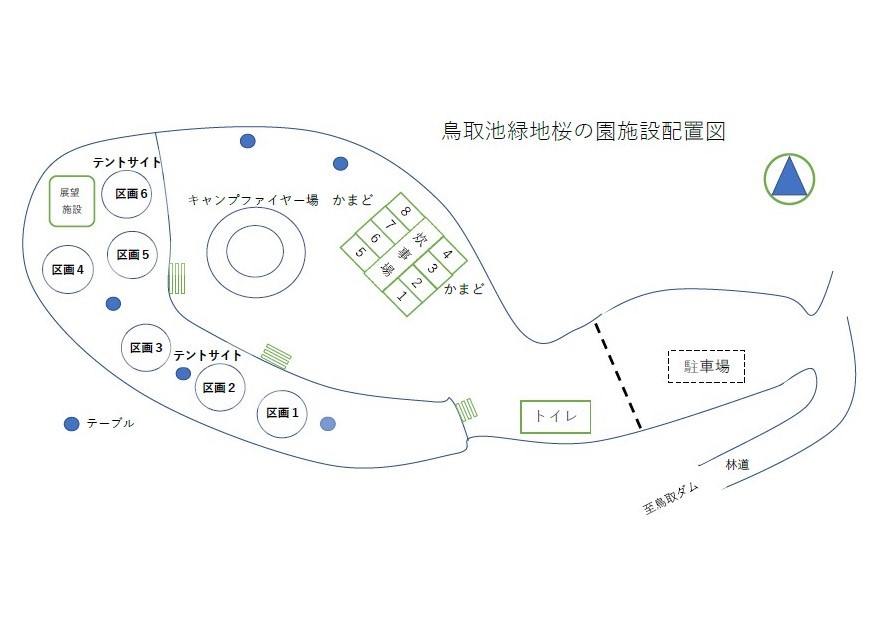 鳥取池緑地桜の園施設配置図
テントサイト
展望
施設
区画6
キャンプファイヤー場
かまど
8
7
6
5
炊
事
場
4
3
2
1
かまど
区画5
区画4
区画3
テントサイト
区画2
区画1
駐車場
トイレ
テーブル
林道
至鳥取ダム